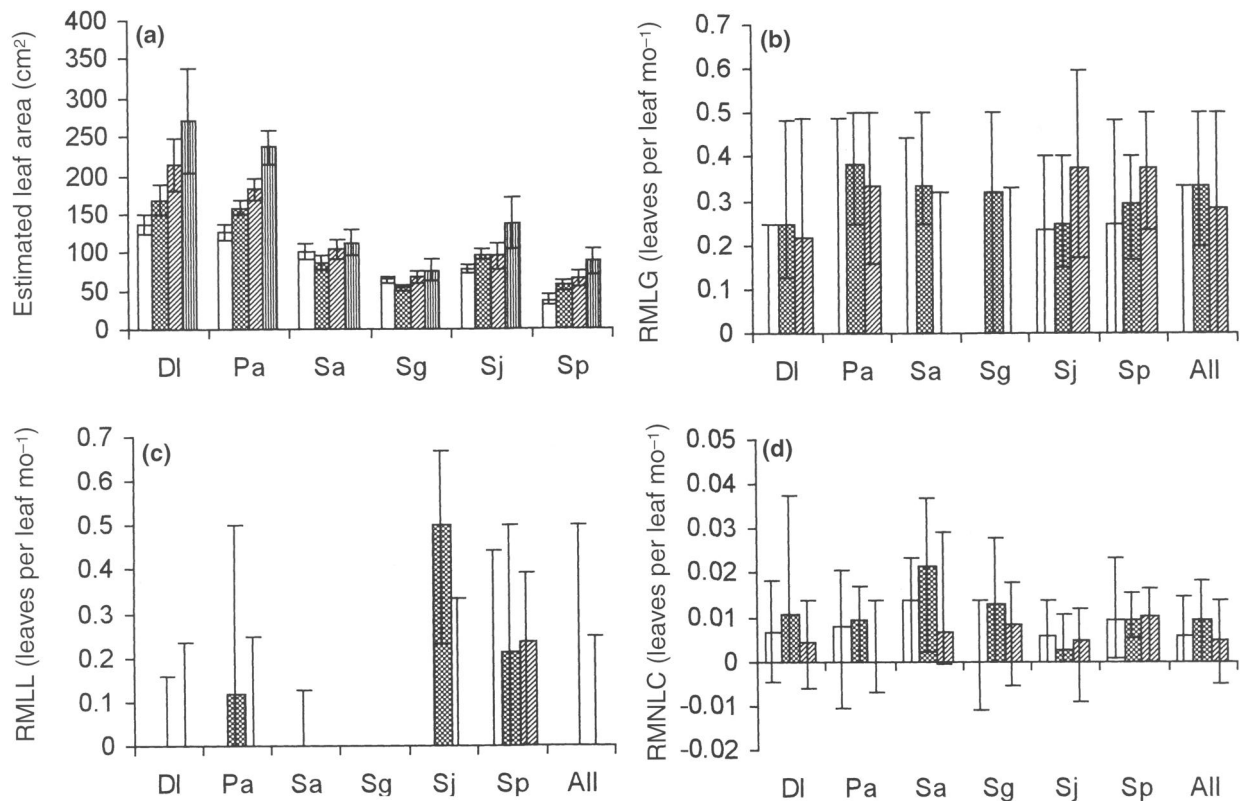 (a)
Estimated leaf area (cm²)
400
350
300
250
200
150
100
50
0
Dl Pa Sa Sg Sj Sp
(b)
RMLG (leaves per leaf mo⁻¹)
0.7
0.6
0.5
0.4
0.3
0.2
0.1
0
Dl Pa Sa Sg Sj Sp All
(c)
RMLL (leaves per leaf mo⁻¹)
0.7
0.6
0.5
0.4
0.3
0.2
0.1
0
Dl Pa Sa Sg Sj Sp All
(d)
RMNLC (leaves per leaf mo⁻¹)
0.05
0.04
0.03
0.02
0.01
0
-0.01
-0.02
Dl Pa Sa Sg Sj Sp All